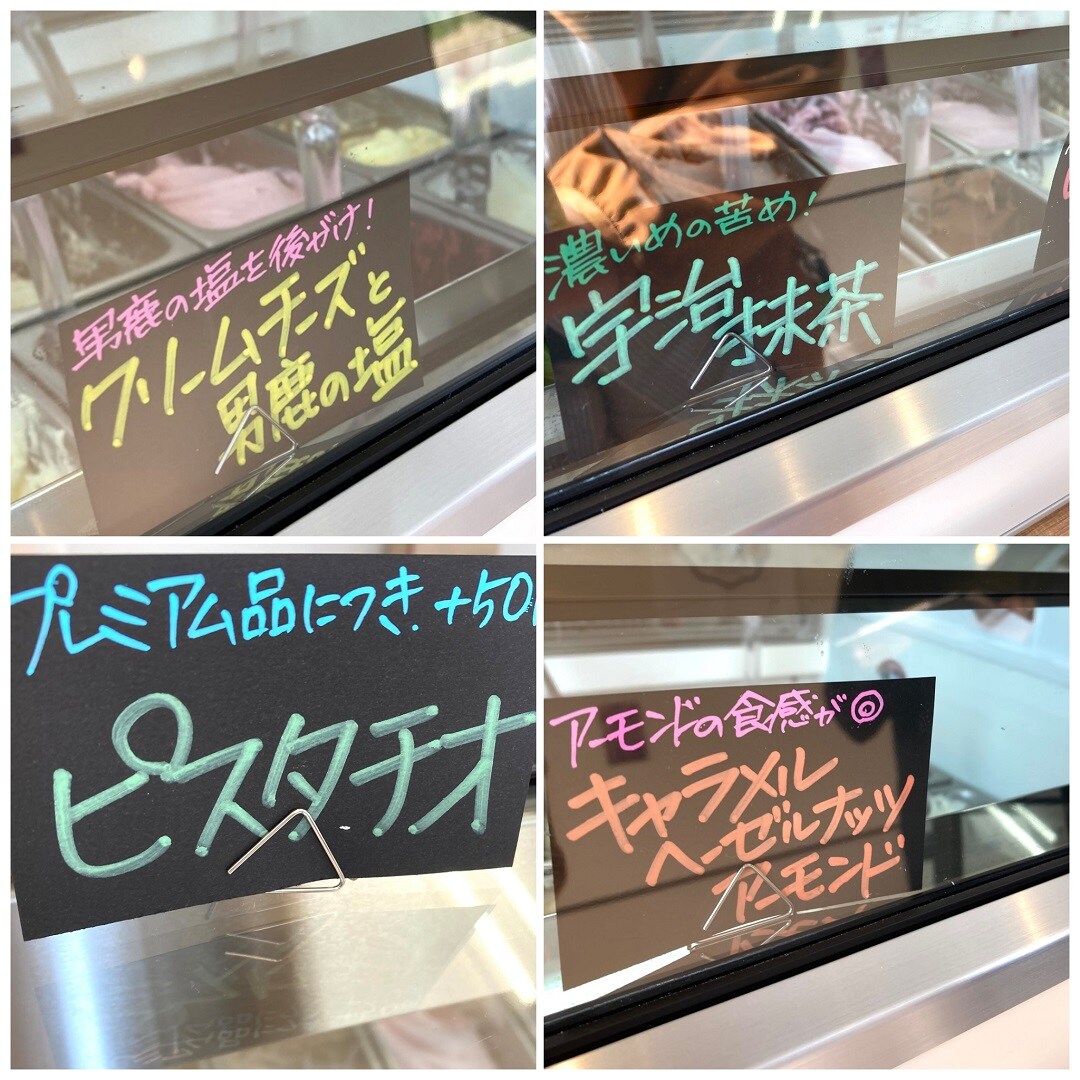 男鹿の塩を後がけ!
クリームチーズと
男鹿の塩
濃いめの苦め!
宇治抹茶
プレミアム品につき +50
ピスタチオ
アーモンドの食感が◎
キャラメル
ヘーゼルナッツ
アーモンド